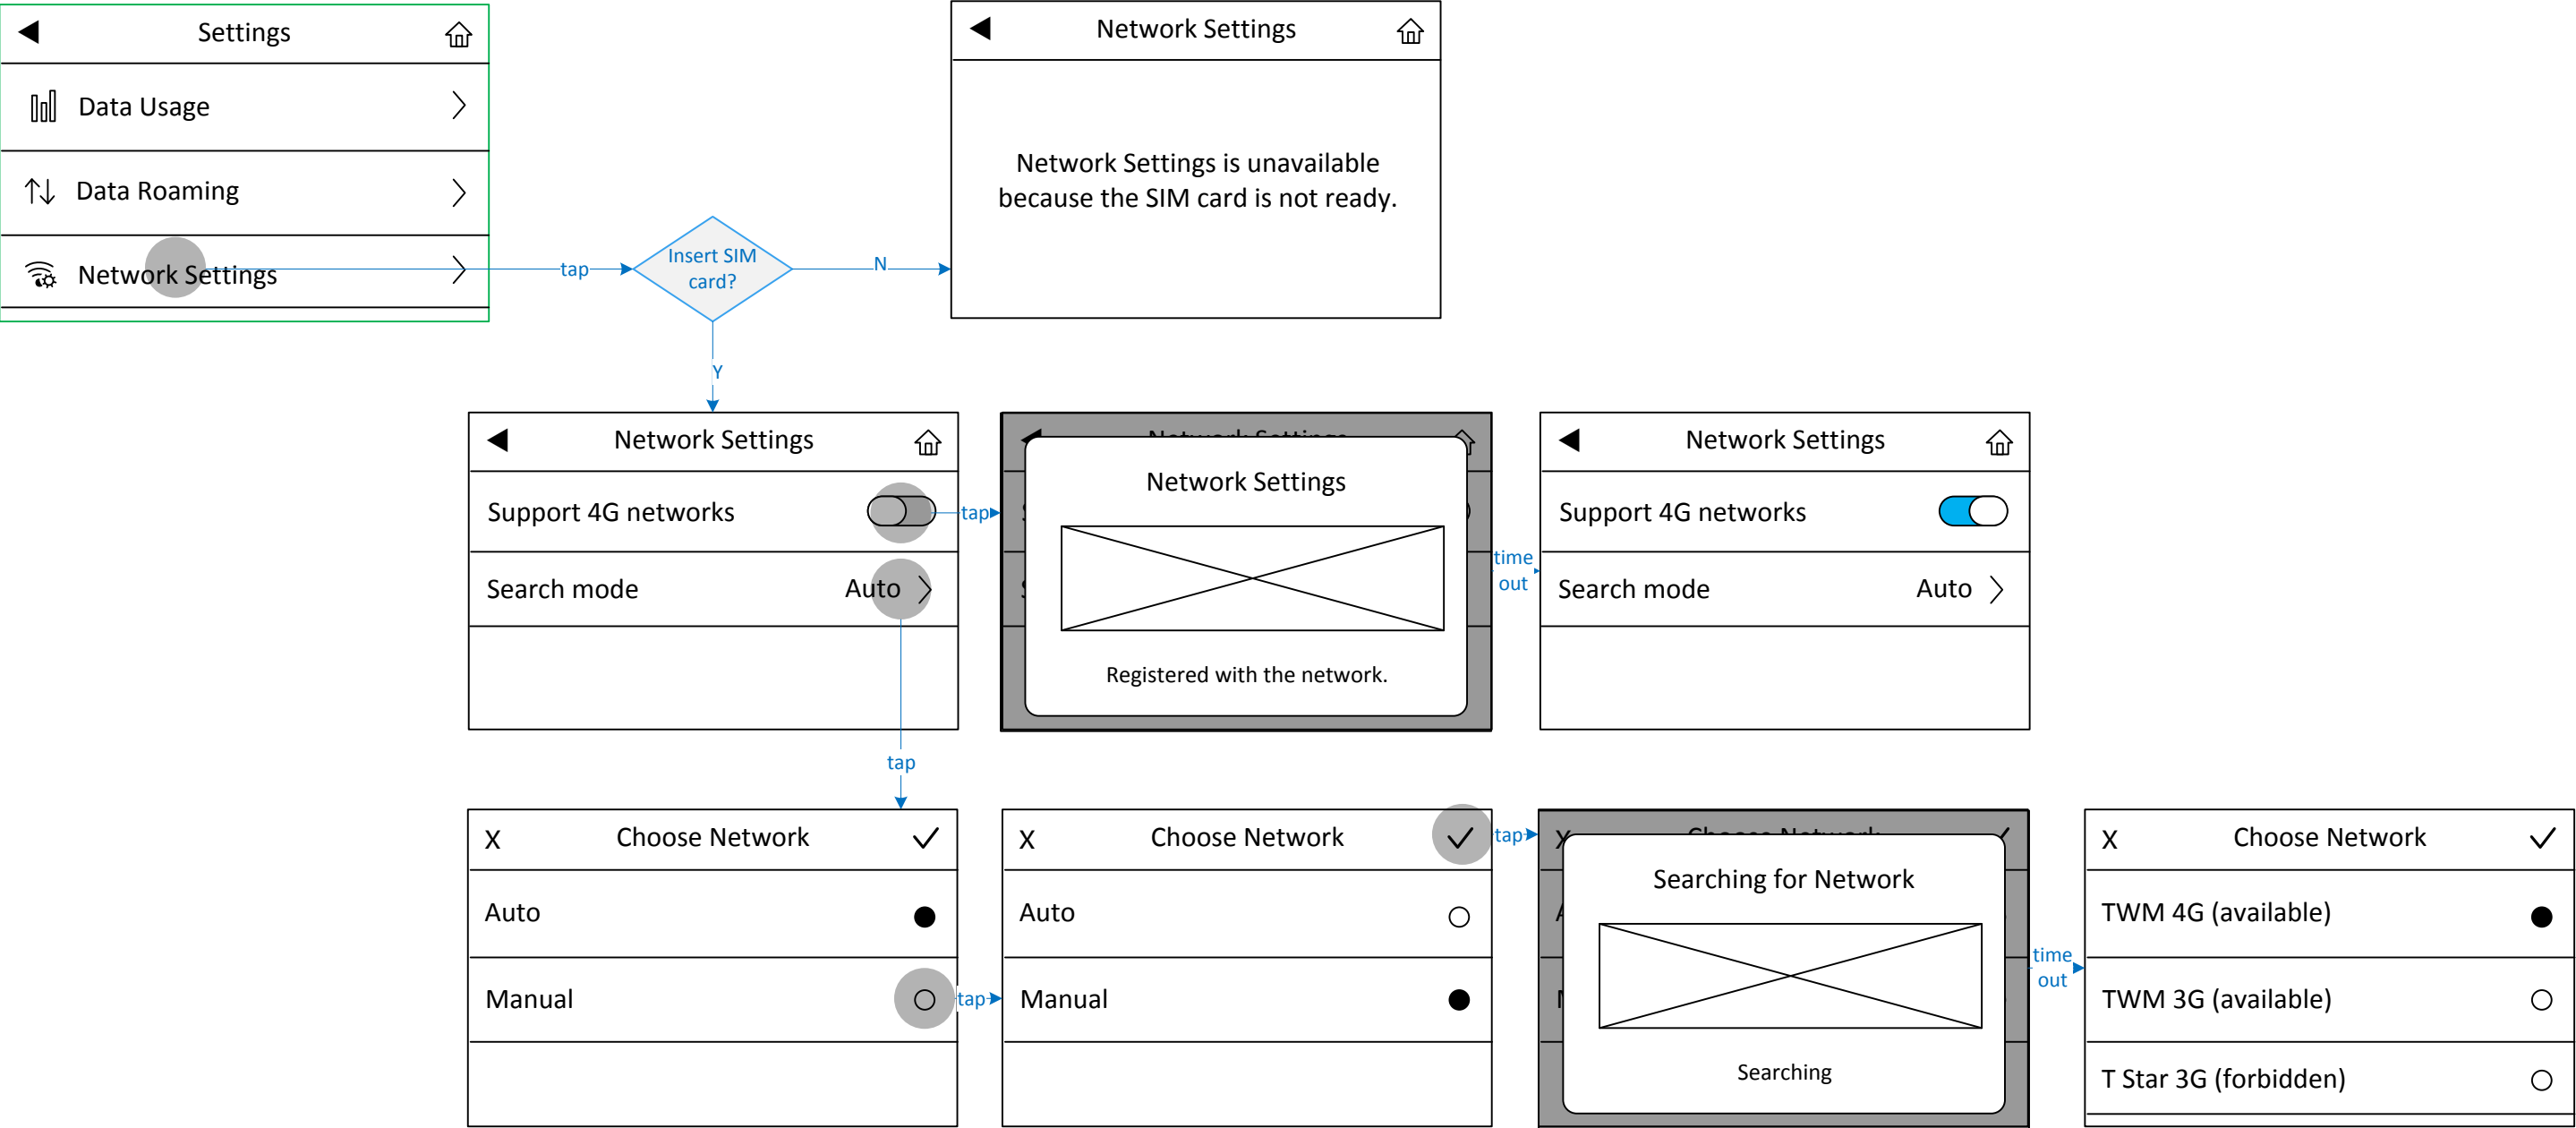 Settings
Data Usage
Data Roaming
Network Settings
tap
Insert SIM
card?
N
Network Settings
Network Settings is unavailable
because the SIM card is not ready.
Y
Network Settings
Support 4G networks
Search mode
Auto
tap
Network Settings
Registered with the network.
time
out
Network Settings
Support 4G networks
Search mode
Auto
tap
X
Choose Network
Auto
Manual
tap
X
Choose Network
Auto
Manual
tap
Searching for Network
Searching
time
out
X
Choose Network
TWM 4G (available)
TWM 3G (available)
T Star 3G (forbidden)